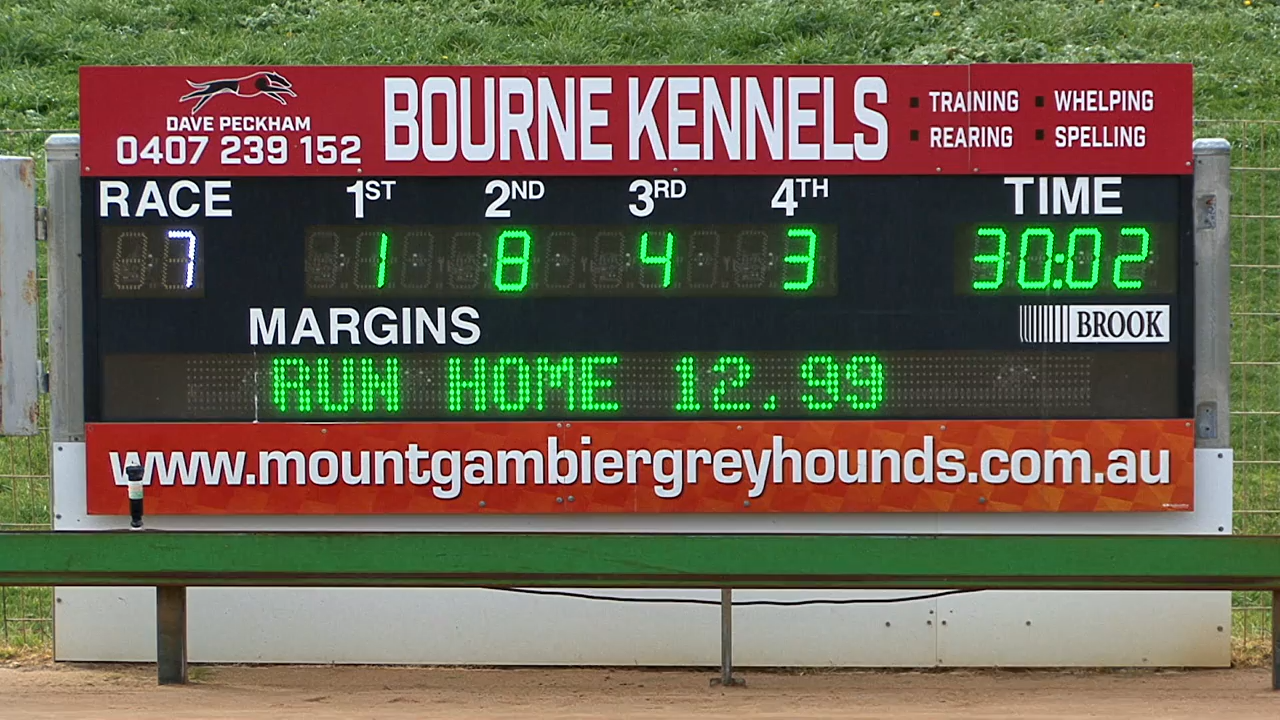 BOURNE KENNELS
DAVE PECKHAM
0407 239 152
TRAINING WHELPING
REARING SPELLING
RACE 1ST 2ND 3RD 4TH TIME
7 1 8 4 3 30:02
MARGINS
BROOK
RUN HOME 12.99
www.mountgambiergreyhounds.com.au